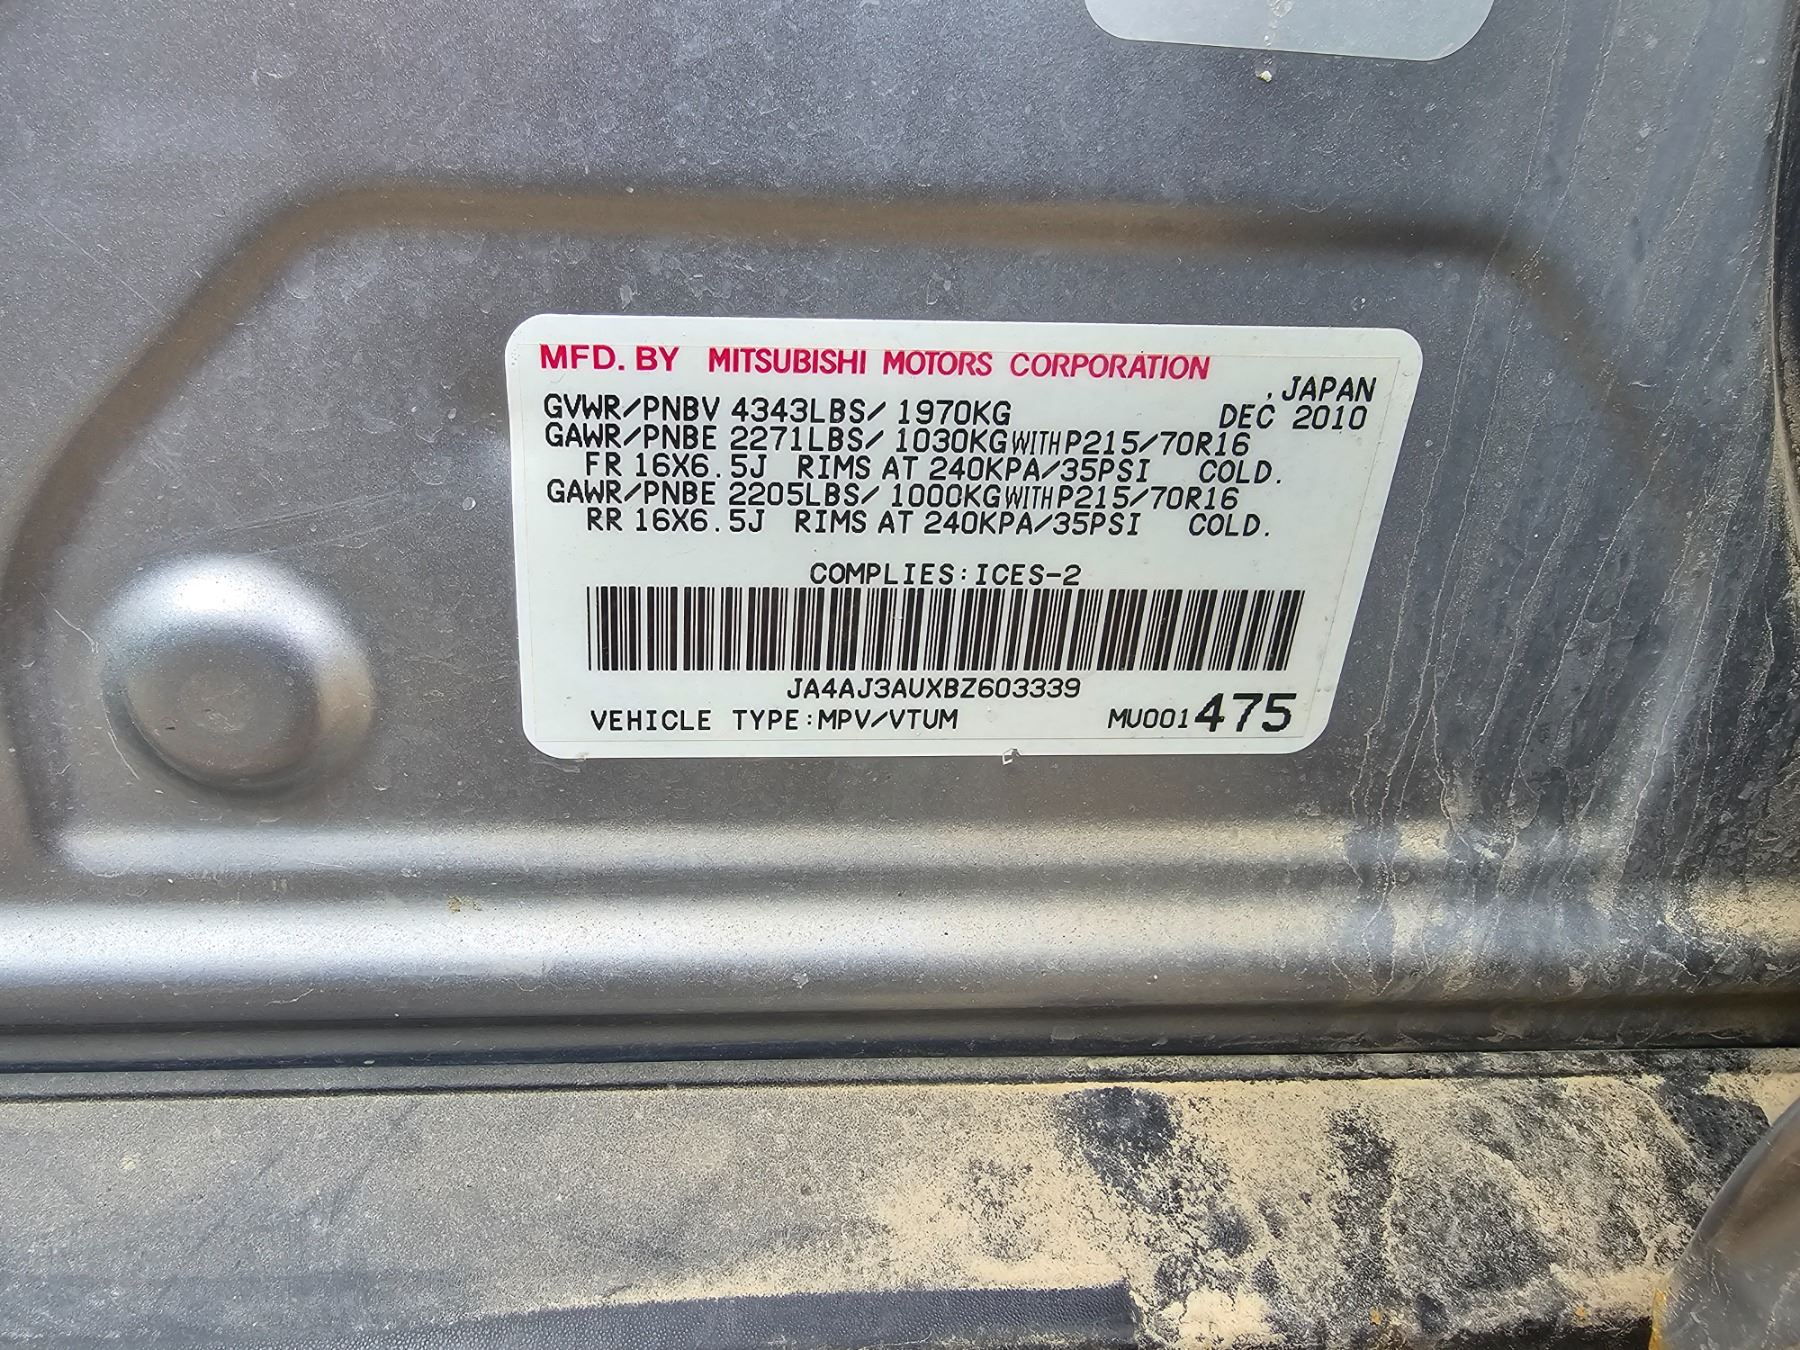 MFD. BY MITSUBISHI MOTORS CORPORATION
, JAPAN
GVWR/PNBV 4343LBS/ 1970KG DEC 2010
GAWR/PNBE 2271LBS/ 1030KG WITH P215/70R16
FR 16X6.5J RIMS AT 240KPA/35PSI COLD.
GAWR/PNBE 2205LBS/ 1000KG WITH P215/70R16
RR 16X6.5J RIMS AT 240KPA/35PSI COLD.
COMPLIES:ICES-2
JA4AJ3AUXBZ603339
VEHICLE TYPE:MPV/VTUM MU001475